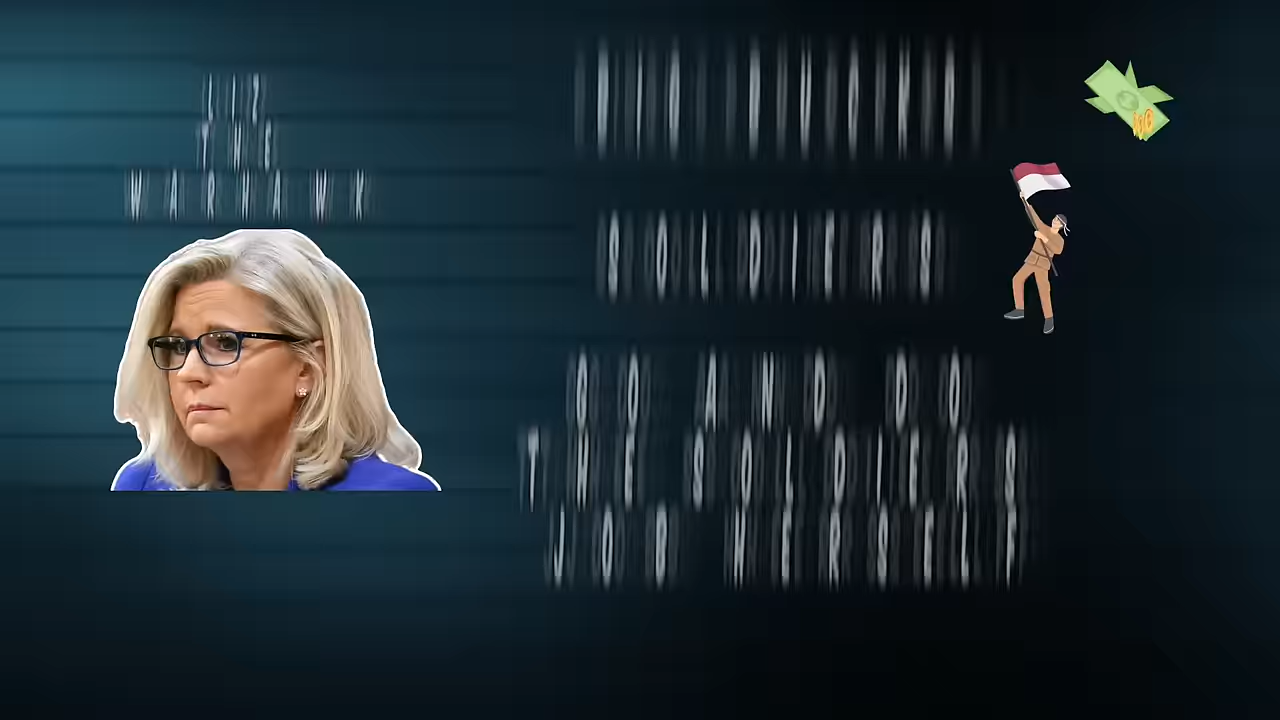 LIZ
THE
WARHAWK
SOLDIERS
GO AND DO
THE SOLDIERS
JOB HERSELF